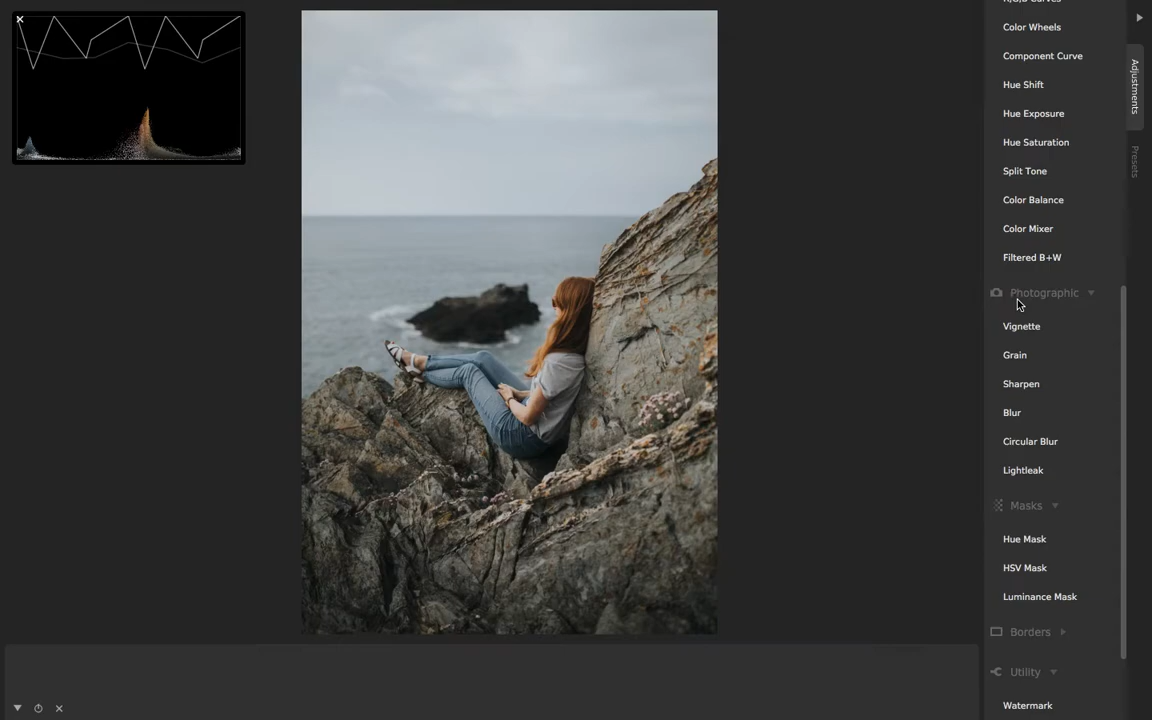 R,G,B Curves
Color Wheels
Component Curve
Hue Shift
Hue Exposure
Hue Saturation
Split Tone
Color Balance
Color Mixer
Filtered B+W
Photographic
Vignette
Grain
Sharpen
Blur
Circular Blur
Lightleak
Masks
Hue Mask
HSV Mask
Luminance Mask
Borders
Utility
Watermark
Adjustments
Presets